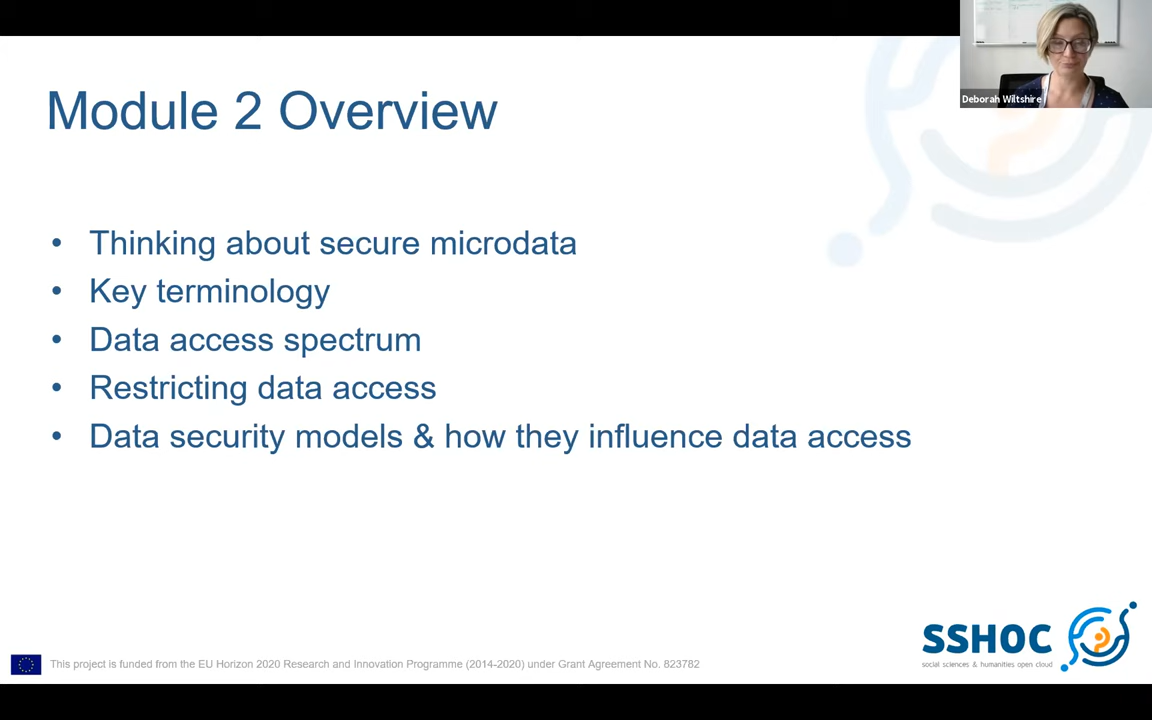 Deborah Wiltshire
Module 2 Overview
• Thinking about secure microdata
• Key terminology
• Data access spectrum
• Restricting data access
• Data security models & how they influence data access
This project is funded from the EU Horizon 2020 Research and Innovation Programme (2014-2020) under Grant Agreement No. 823782
SSHOC
social sciences & humanities open cloud